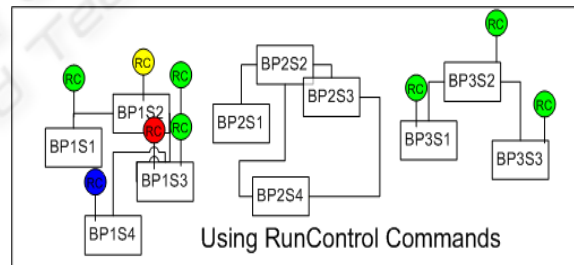 RC
RC
RC
RC
RC
RC
BP1S2
BP1S1
BP1S3
BP1S4
BP2S2
BP2S3
BP2S1
BP2S4
RC
RC
RC
BP3S2
BP3S1
BP3S3
Using RunControl Commands